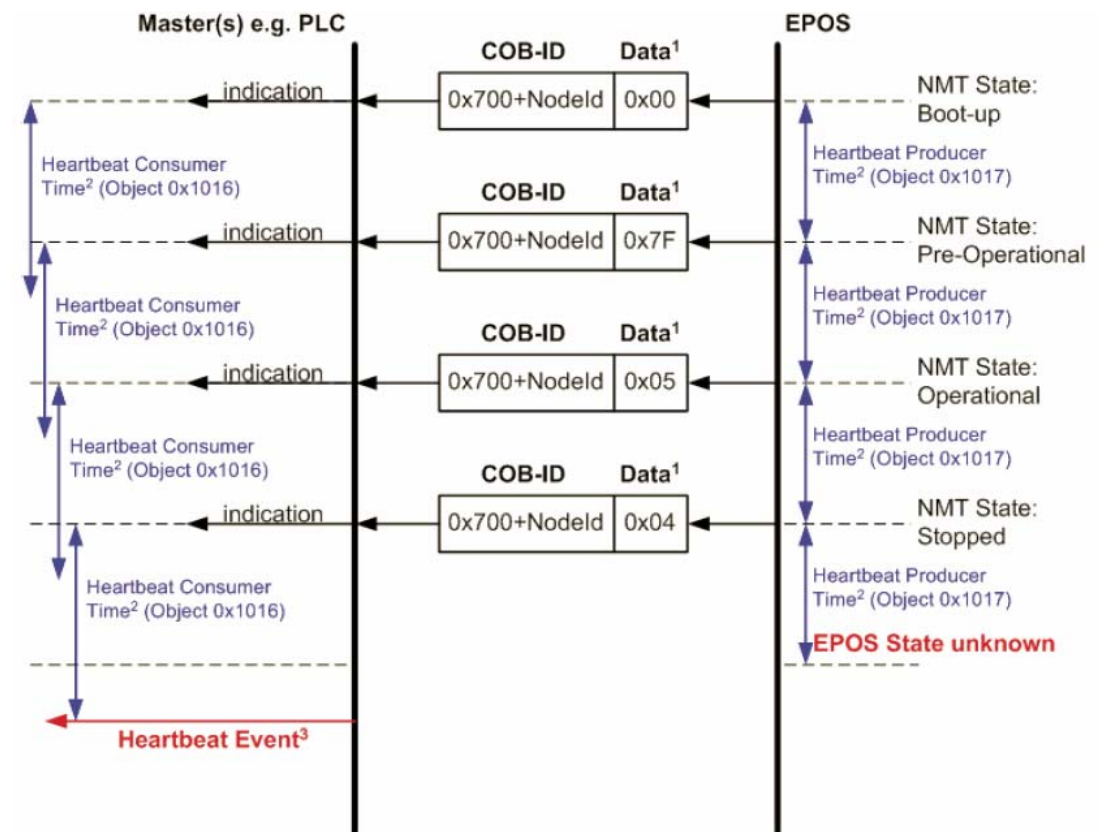 Master(s) e.g. PLC
EPOS
COB-ID Data¹
indication
0x700+NodeId 0x00
NMT State:
Boot-up
Heartbeat Consumer
Time² (Object 0x1016)
Heartbeat Producer
Time² (Object 0x1017)
COB-ID Data¹
indication
0x700+NodeId 0x7F
NMT State:
Pre-Operational
Heartbeat Consumer
Time² (Object 0x1016)
Heartbeat Producer
Time² (Object 0x1017)
COB-ID Data¹
indication
0x700+NodeId 0x05
NMT State:
Operational
Heartbeat Consumer
Time² (Object 0x1016)
Heartbeat Producer
Time² (Object 0x1017)
COB-ID Data¹
indication
0x700+NodeId 0x04
NMT State:
Stopped
Heartbeat Consumer
Time² (Object 0x1016)
Heartbeat Producer
Time² (Object 0x1017)
EPOS State unknown
Heartbeat Event³